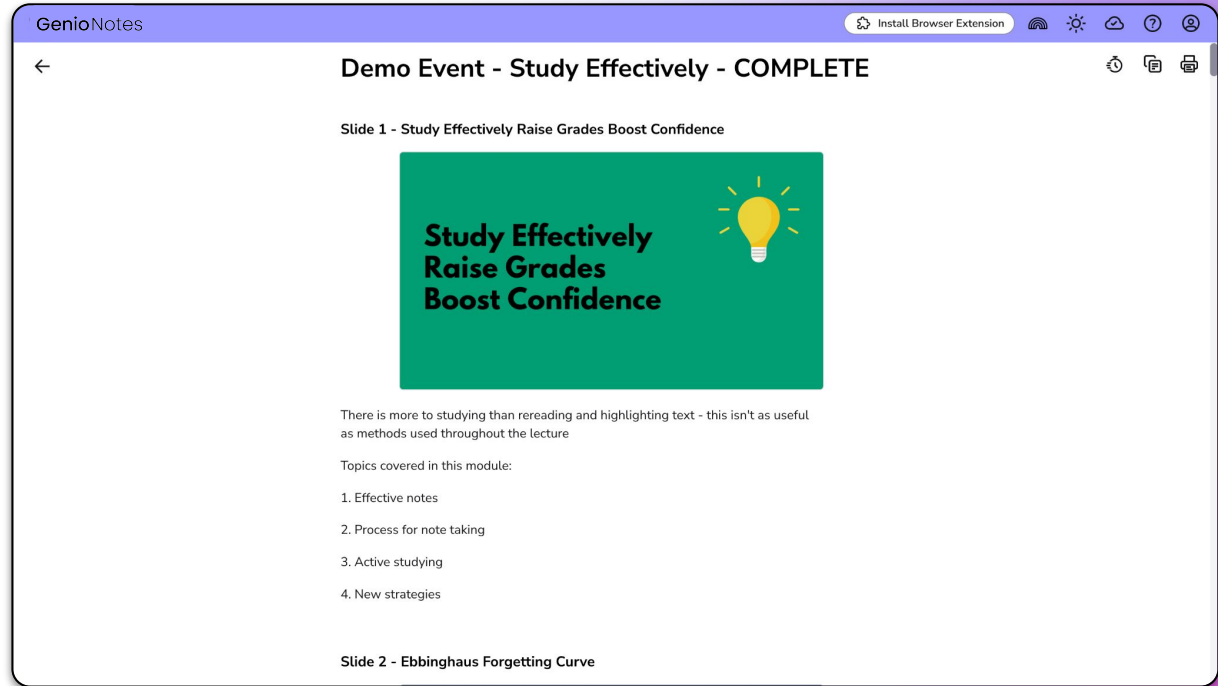 GenioNotes
Install Browser Extension
Demo Event - Study Effectively - COMPLETE
Slide 1 - Study Effectively Raise Grades Boost Confidence
Study Effectively
Raise Grades
Boost Confidence
There is more to studying than rereading and highlighting text - this isn't as useful
as methods used throughout the lecture
Topics covered in this module:
1. Effective notes
2. Process for note taking
3. Active studying
4. New strategies
Slide 2 - Ebbinghaus Forgetting Curve